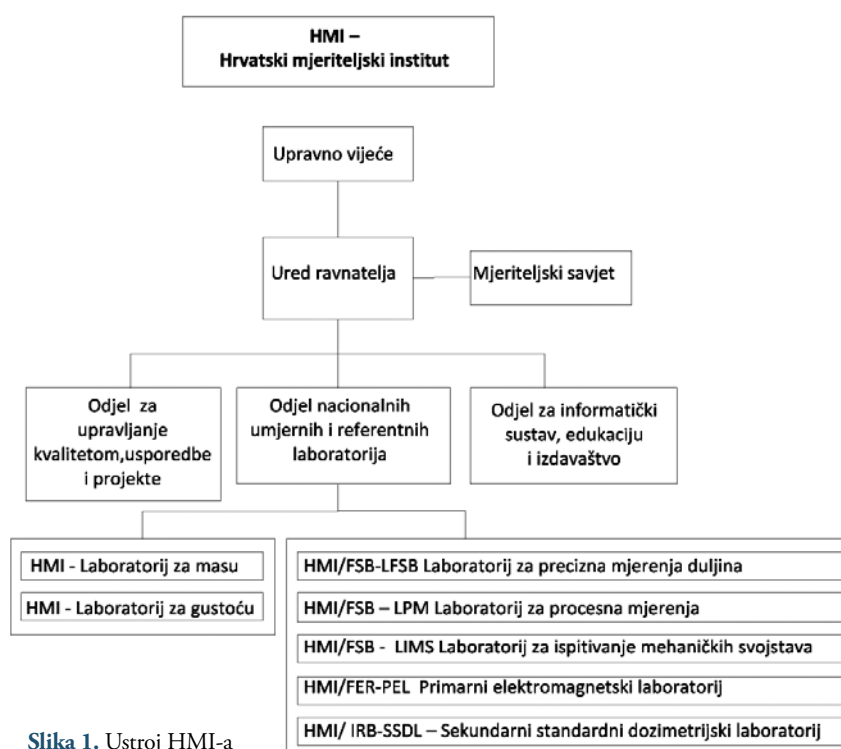 HMI –
Hrvatski mjeriteljski institut
Upravno vijeće
Ured ravnatelja
Mjeriteljski savjet
Odjel za
upravljanje
kvalitetom,usporedbe
i projekte
Odjel nacionalnih
umjernih i referentnih
laboratorija
Odjel za informatički
sustav, edukaciju
i izdavaštvo
HMI - Laboratorij za masu
HMI - Laboratorij za gustoću
HMI/FSB-LFSB Laboratorij za precizna mjerenja duljina
HMI/FSB – LPM Laboratorij za procesna mjerenja
HMI/FSB - LIMS Laboratorij za ispitivanje mehaničkih svojstava
HMI/FER-PEL Primarni elektromagnetski laboratorij
HMI/ IRB-SSDL – Sekundarni standardni dozimetrijski laboratorij
Slika 1. Ustroj HMI-a